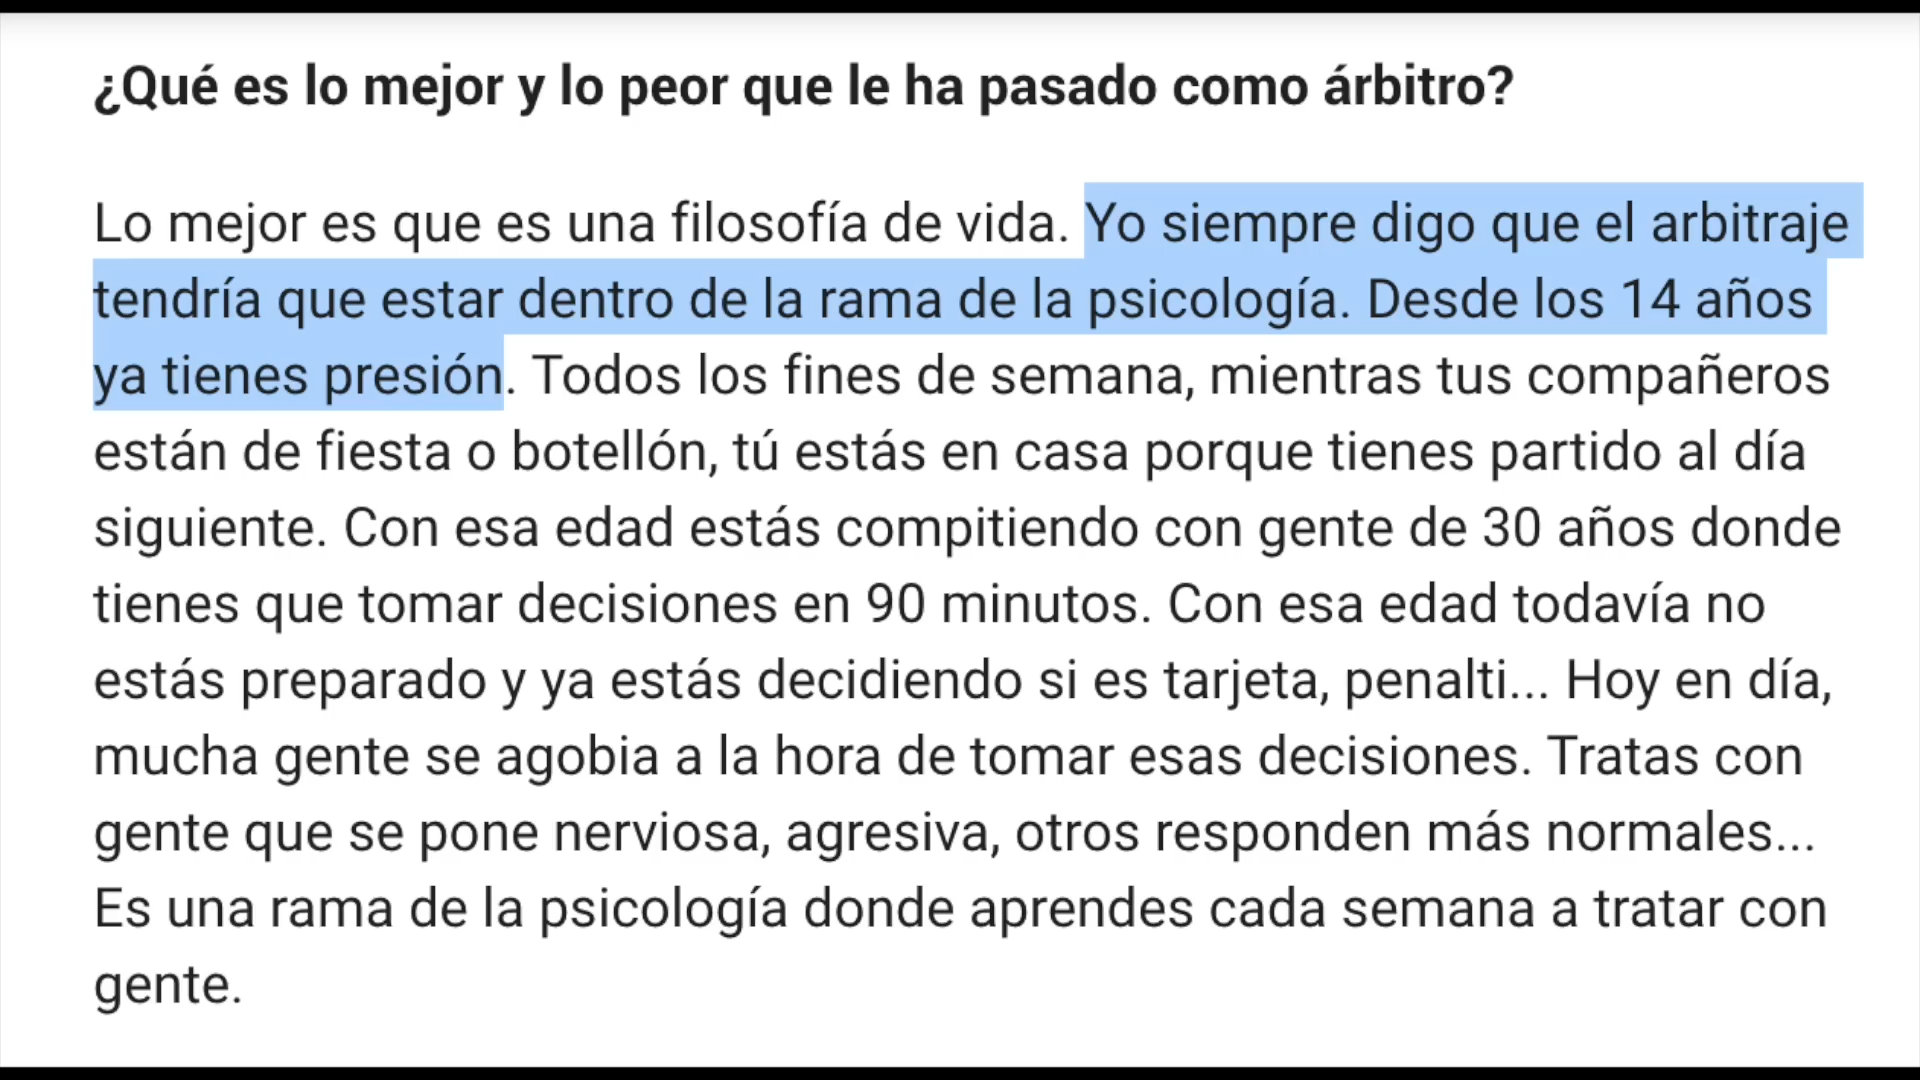 ¿Qué es lo mejor y lo peor que le ha pasado como árbitro?
Lo mejor es que es una filosofía de vida. Yo siempre digo que el arbitraje
tendría que estar dentro de la rama de la psicología. Desde los 14 años
ya tienes presión. Todos los fines de semana, mientras tus compañeros
están de fiesta o botellón, tú estás en casa porque tienes partido al día
siguiente. Con esa edad estás compitiendo con gente de 30 años donde
tienes que tomar decisiones en 90 minutos. Con esa edad todavía no
estás preparado y ya estás decidiendo si es tarjeta, penalti... Hoy en día,
mucha gente se agobia a la hora de tomar esas decisiones. Tratas con
gente que se pone nerviosa, agresiva, otros responden más normales...
Es una rama de la psicología donde aprendes cada semana a tratar con
gente.